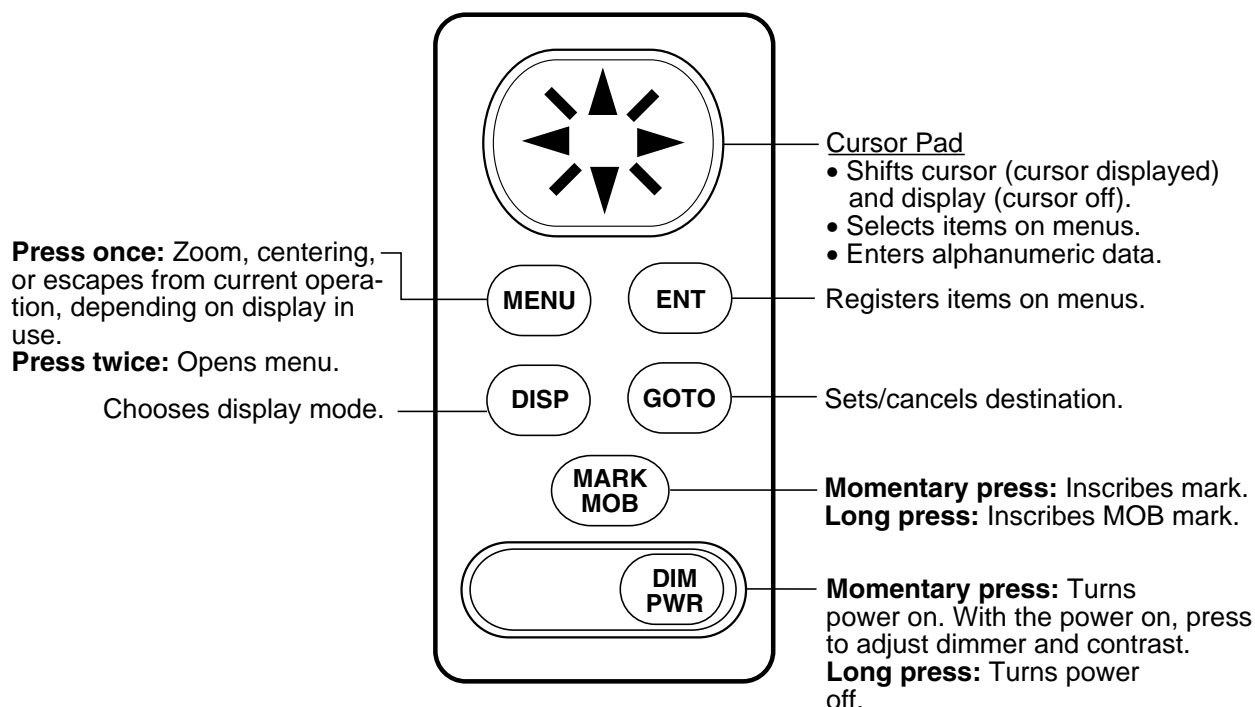 Cursor Pad
• Shifts cursor (cursor displayed)
and display (cursor off).
• Selects items on menus.
• Enters alphanumeric data.
Press once: Zoom, centering,
or escapes from current opera-
tion, depending on display in
use.
Press twice: Opens menu.
MENU
ENT
Registers items on menus.
Chooses display mode.
DISP
GOTO
Sets/cancels destination.
MARK
MOB
Momentary press: Inscribes mark.
Long press: Inscribes MOB mark.
DIM
PWR
Momentary press: Turns
power on. With the power on, press
to adjust dimmer and contrast.
Long press: Turns power
off.